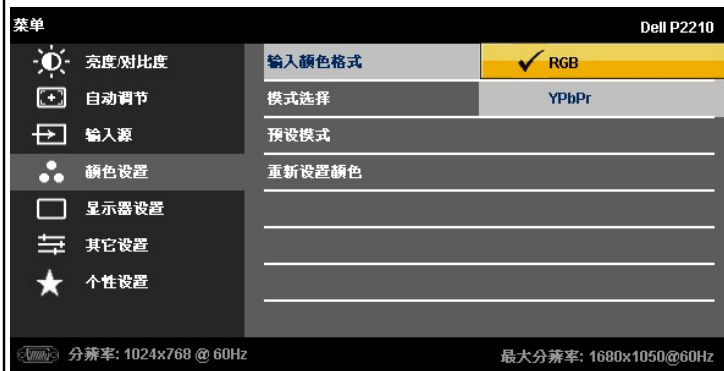 菜单 Dell P2210
亮度/对比度 输入颜色格式 RGB
自动调节 模式选择 YPbPr
输入源 预设模式
颜色设置 重新设置颜色
显示器设置
其它设置
个性设置
分辨率: 1024x768 @ 60Hz 最大分辨率: 1680x1050@60Hz